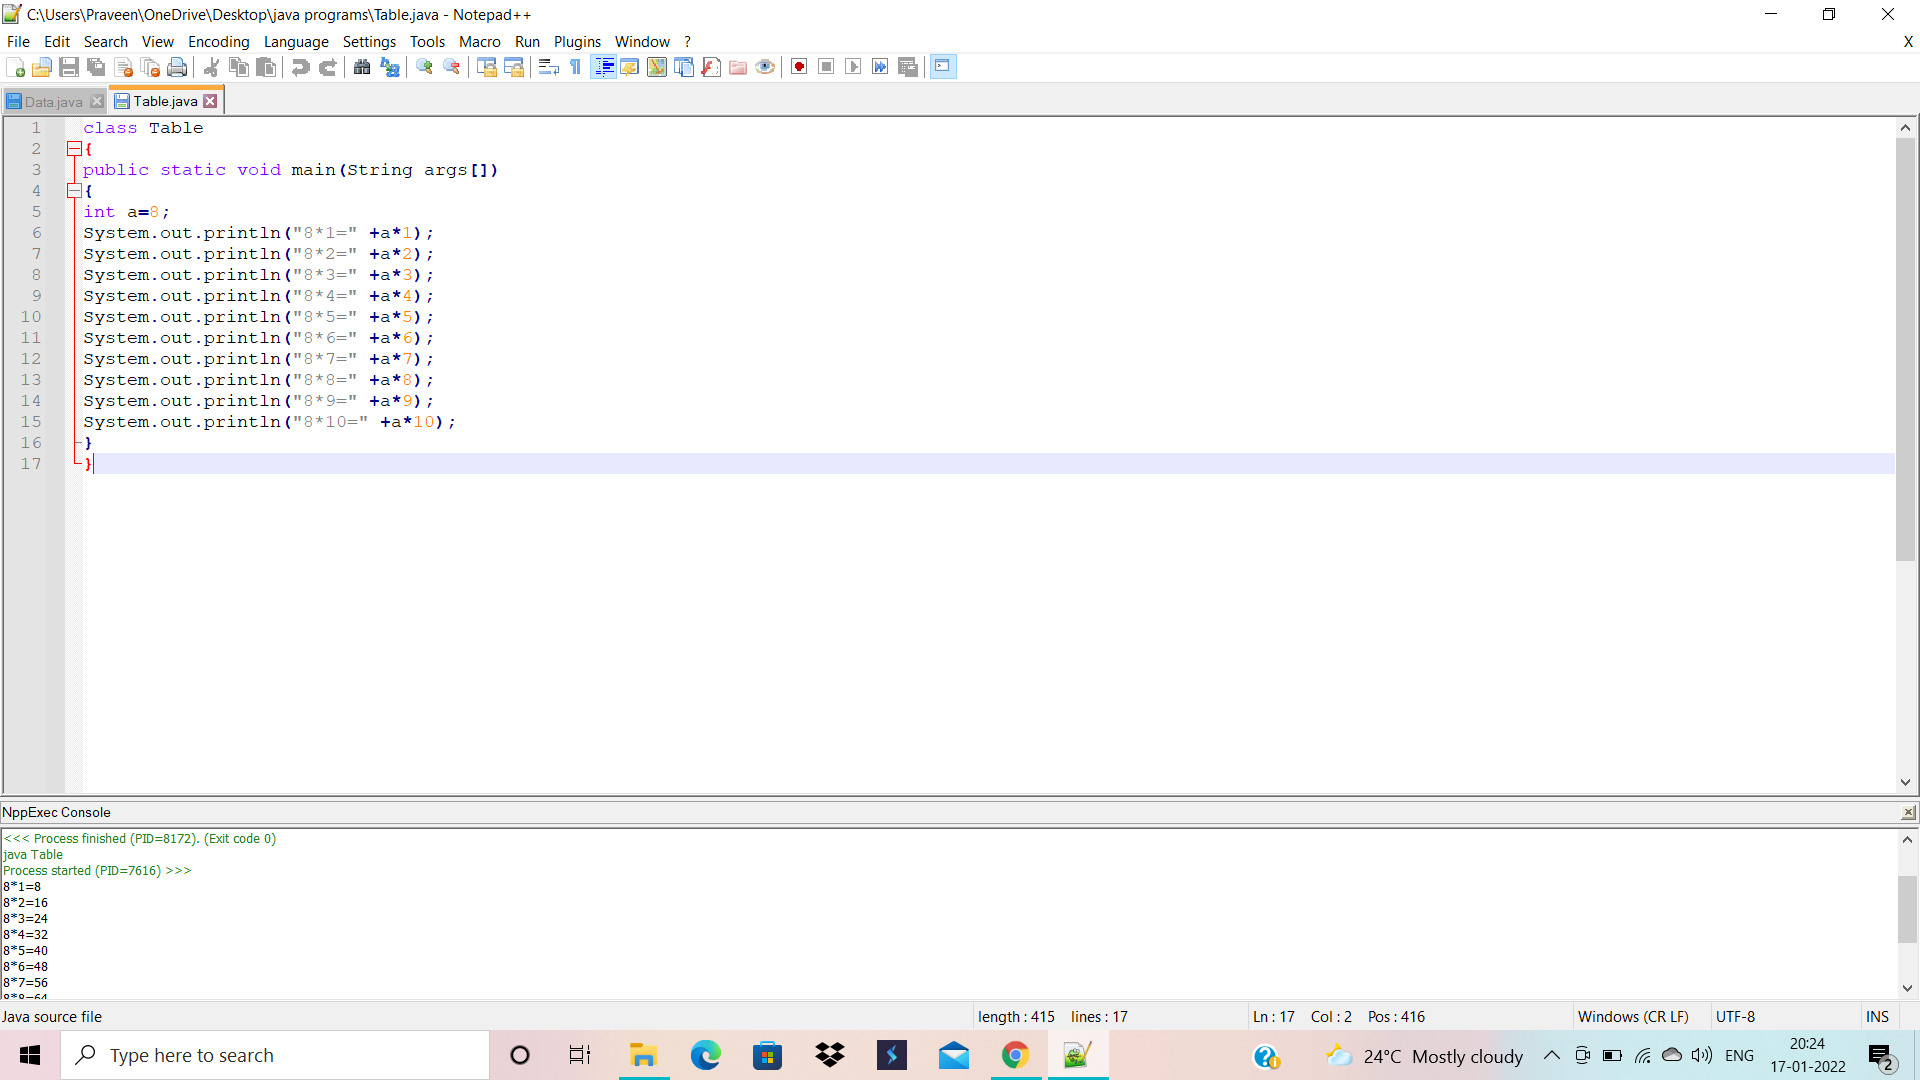 C:\Users\Praveen\OneDrive\Desktop\java programs\Table.java - Notepad++
File Edit Search View Encoding Language Settings Tools Macro Run Plugins Window ? X
Data.java Table.java
1 class Table
2 {
3 public static void main(String args[])
4 {
5 int a=8;
6 System.out.println("8*1=" +a*1);
7 System.out.println("8*2=" +a*2);
8 System.out.println("8*3=" +a*3);
9 System.out.println("8*4=" +a*4);
10 System.out.println("8*5=" +a*5);
11 System.out.println("8*6=" +a*6);
12 System.out.println("8*7=" +a*7);
13 System.out.println("8*8=" +a*8);
14 System.out.println("8*9=" +a*9);
15 System.out.println("8*10=" +a*10);
16 }
17 }
NppExec Console
<<< Process finished (PID=8172). (Exit code 0)
java Table
Process started (PID=7616) >>>
8*1=8
8*2=16
8*3=24
8*4=32
8*5=40
8*6=48
8*7=56
8*8=64
Java source file length : 415 lines : 17 Ln : 17 Col : 2 Pos : 416 Windows (CR LF) UTF-8 INS
Type here to search 24°C Mostly cloudy ENG 20:24
17-01-2022 2